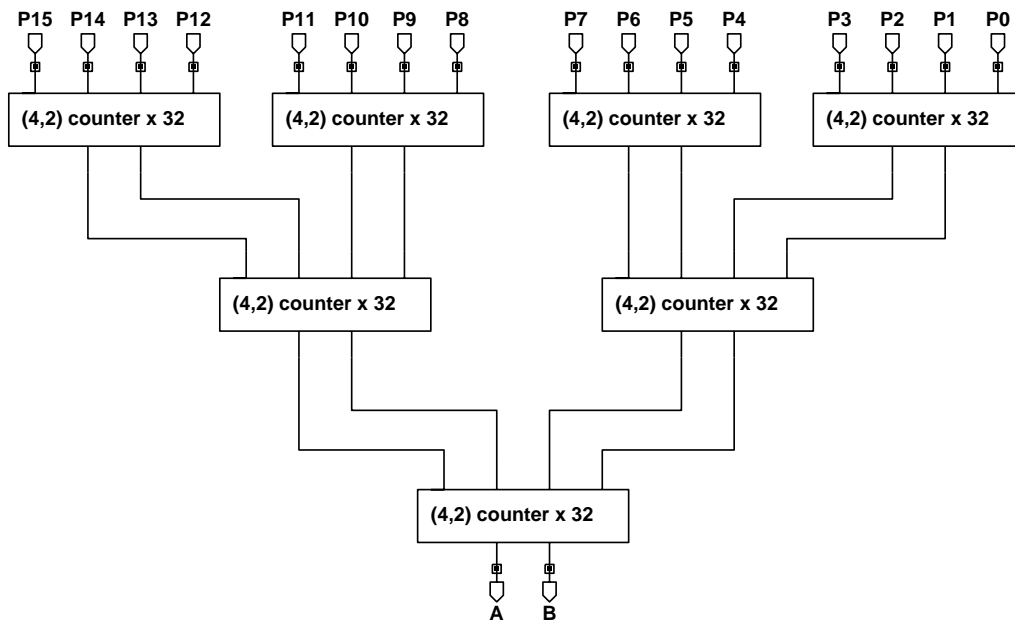 P15 P14 P13 P12 P11 P10 P9 P8 P7 P6 P5 P4 P3 P2 P1 P0
(4,2) counter x 32 (4,2) counter x 32 (4,2) counter x 32 (4,2) counter x 32
(4,2) counter x 32 (4,2) counter x 32
(4,2) counter x 32
A B